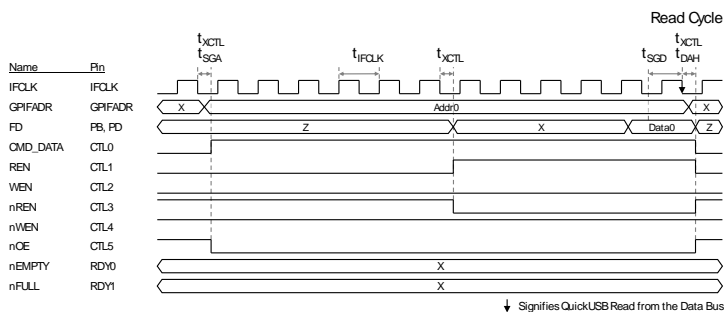 Read Cycle
tXCTL tXCTL
tSGA tIFCLK tXCTL tSGD tDAH
Name Pin
IFCLK IFCLK
GPIFADR GPIFADR X Addr0 X
FD PB, PD Z X Data0 Z
CMD_DATA CTL0
REN CTL1
WEN CTL2
nREN CTL3
nWEN CTL4
nOE CTL5
nEMPTY RDY0 X
nFULL RDY1 X
Signifies QuickUSB Read from the Data Bus